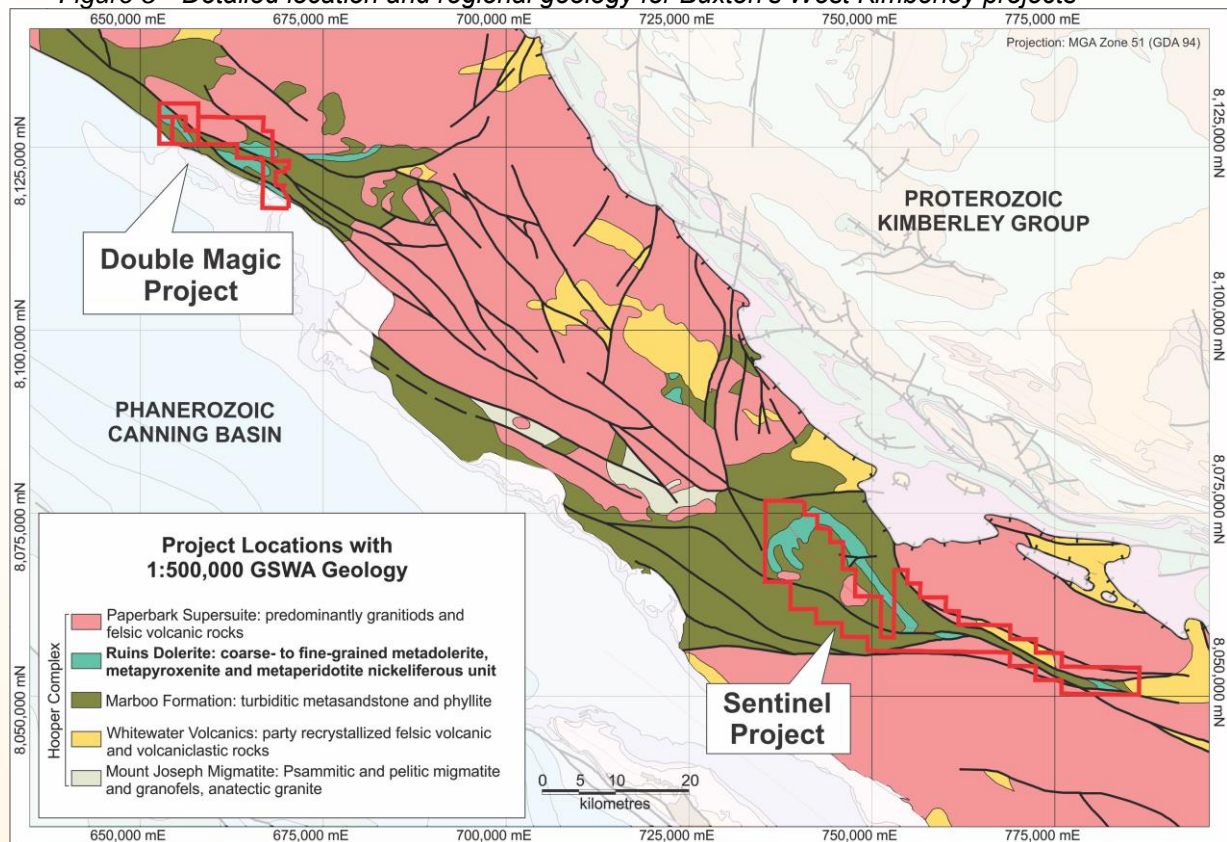 Figure 3 - Detailed location and regional geology for Buxton's West Kimberley projects
650,000 mE
675,000 mE
700,000 mE
725,000 mE
750,000 mE
775,000 mE
Projection: MGA Zone 51 (GDA 94)
8,125,000 mN
8,125,000 mN
PROTEROZOIC
KIMBERLEY GROUP
Double Magic
Project
8,100,000 mN
8,100,000 mN
PHANEROZOIC
CANNING BASIN
8,075,000 mN
8,075,000 mN
Project Locations with
1:500,000 GSWA Geology
Hooper Complex
Paperbark Supersuite: predominantly granitiods and
felsic volcanic rocks
Ruins Dolerite: coarse- to fine-grained metadolerite,
metapyroxenite and metaperidotite nickeliferous unit
Marboo Formation: turbiditic metasandstone and phyllite
Whitewater Volcanics: party recrystallized felsic volcanic
and volcaniclastic rocks
Mount Joseph Migmatite: Psammitic and pelitic migmatite
and granofels, anatectic granite
Sentinel
Project
0 5 10 20
kilometres
8,050,000 mN
8,050,000 mN
650,000 mE
675,000 mE
700,000 mE
725,000 mE
750,000 mE
775,000 mE